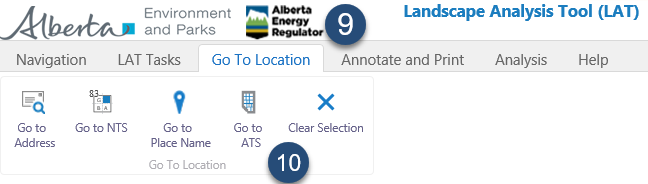 Alberta Environment and Parks
Alberta Energy Regulator
9
Landscape Analysis Tool (LAT)
Navigation LAT Tasks Go To Location Annotate and Print Analysis Help
83
G B
B A
Go to Address
Go to NTS
Go to Place Name
Go to ATS
Clear Selection
Go To Location
10